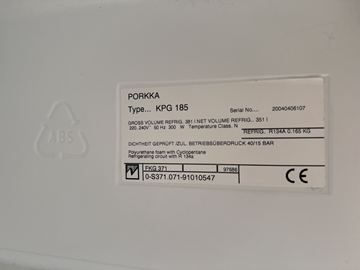 PORKKA
Type... KPG 185
Serial No... 20040406107
GROSS VOLUME REFRIG. 381 l NET VOLUME REFRIG.. 351 l
220, 240V~ 50 Hz 300 W Temperature Class. N
REFRIG. R134A 0.165 KG
DICHTHEIT GEPRÜFT /ZUL. BETRIEBSÜBERDRUCK 40/15 BAR
Polyurethane foam with Cyclopentane
Refrigerating circuit with R 134a
FKG 371
97686
0-S371.071-91010547
CE
ABS